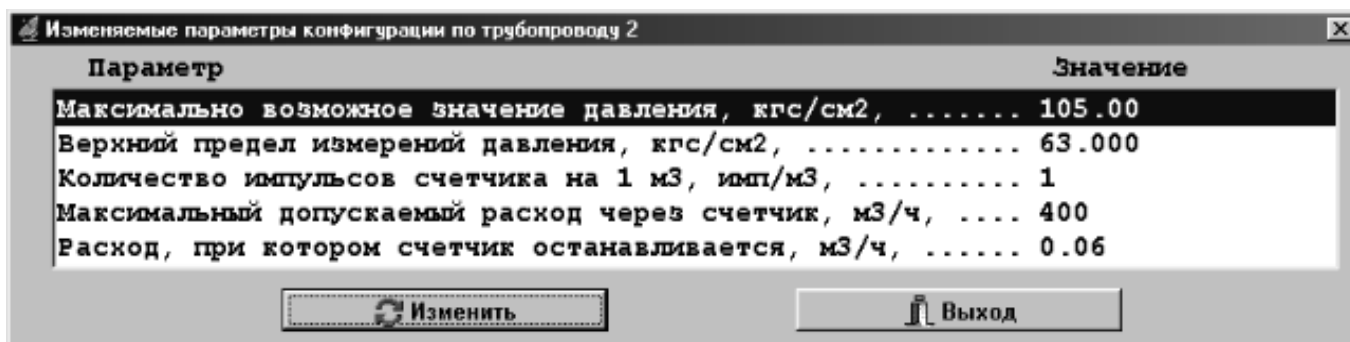 Изменяемые параметры конфигурации по трубопроводу 2
Параметр Значение
Максимально возможное значение давления, кгс/см2, ....... 105.00
Верхний предел измерений давления, кгс/см2, ............. 63.000
Количество импульсов счетчика на 1 м3, имп/м3, .......... 1
Максимальный допускаемый расход через счетчик, м3/ч, .... 400
Расход, при котором счетчик останавливается, м3/ч, ...... 0.06
Изменить Выход